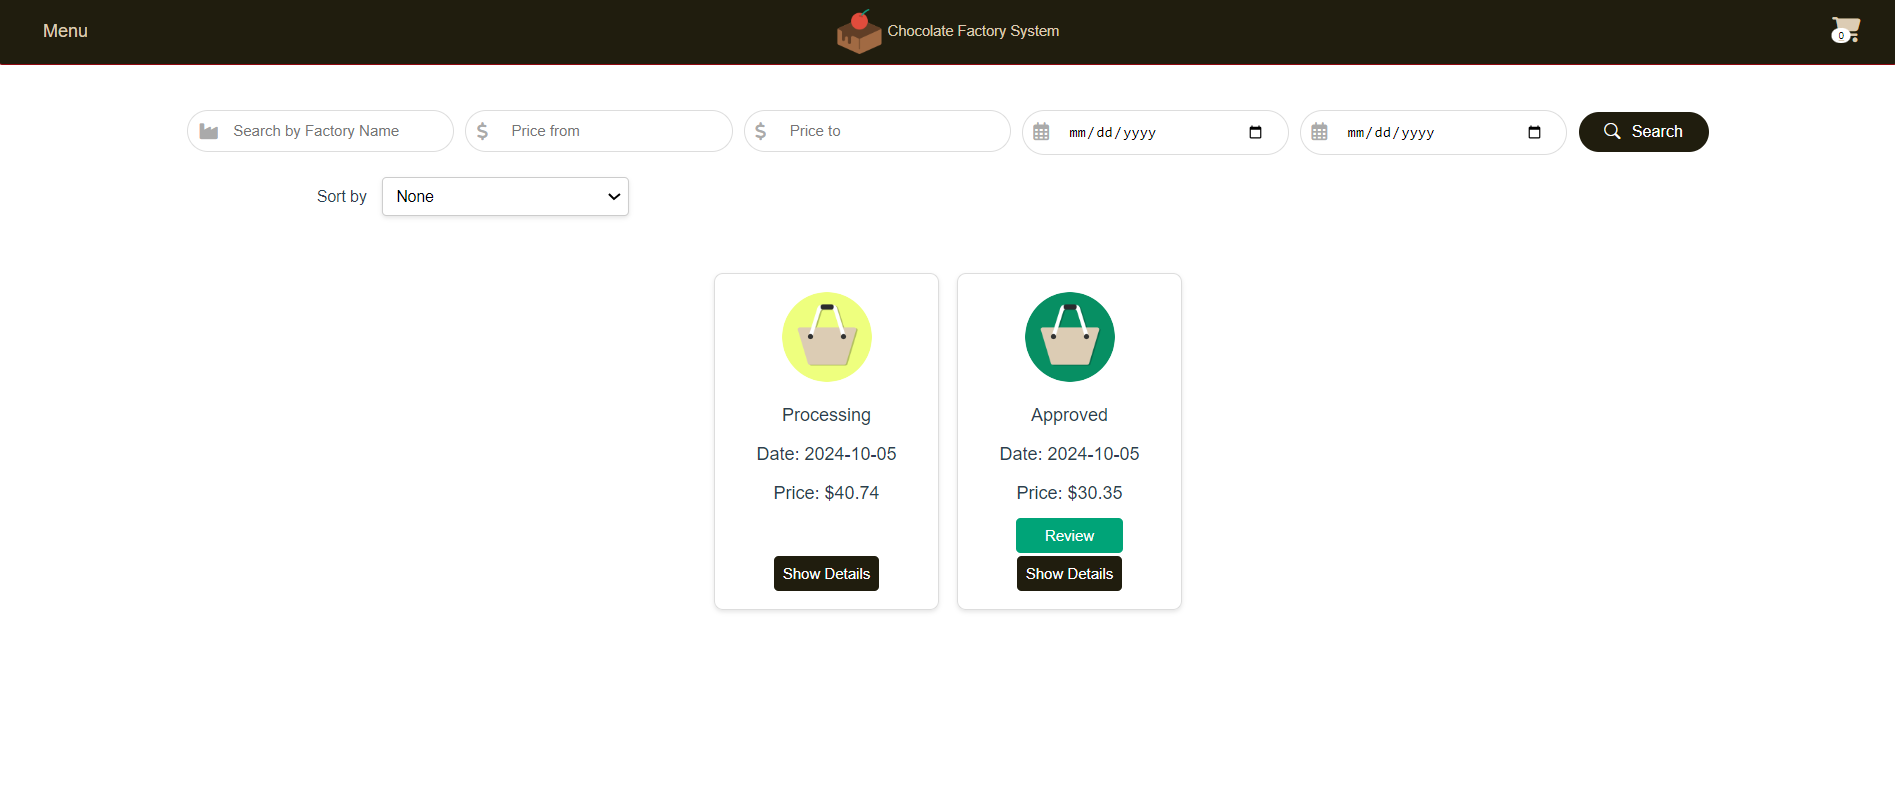 Menu
Chocolate Factory System
0
Search by Factory Name
Price from
Price to
mm/dd/yyyy
mm/dd/yyyy
Search
Sort by
None
Processing
Date: 2024-10-05
Price: $40.74
Show Details
Approved
Date: 2024-10-05
Price: $30.35
Review
Show Details